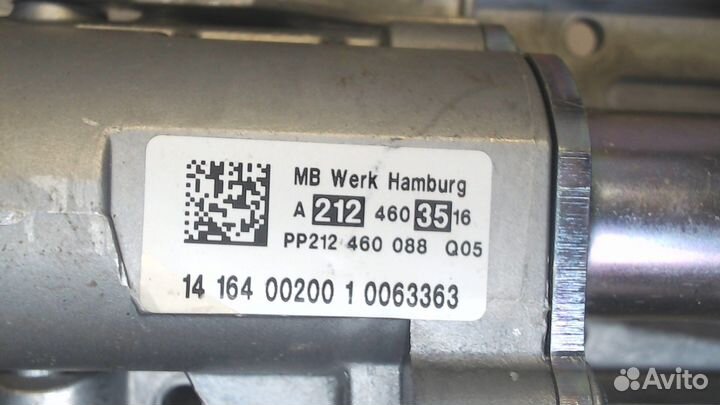 MB Werk Hamburg
A 212 460 35 16
PP212 460 088 Q05
14 164 00200 1 0063363
Avito